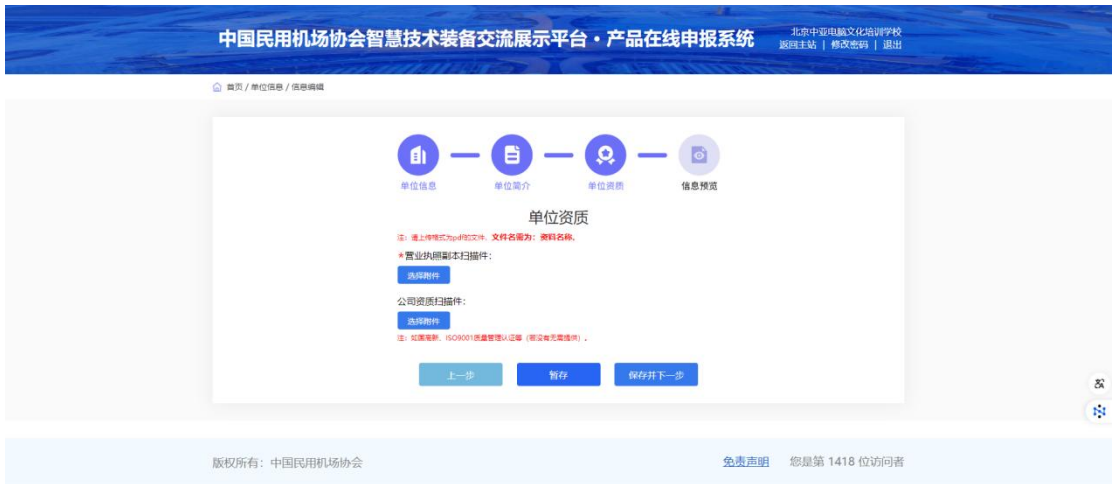 中国民用机场协会智慧技术装备交流展示平台·产品在线申报系统
北京中亚电脑文化培训学校
返回主站 | 修改密码 | 退出
首页 / 单位信息 / 信息编辑
单位信息
单位简介
单位资质
信息预览
单位资质
注：请上传格式为pdf的文件，文件名需为：资料名称。
*营业执照副本扫描件：
选择附件
公司资质扫描件：
选择附件
注：如国高新、ISO9001质量管理认证等（若没有无需提供）。
上一步
暂存
保存并下一步
版权所有：中国民用机场协会
免责声明
您是第 1418 位访问者